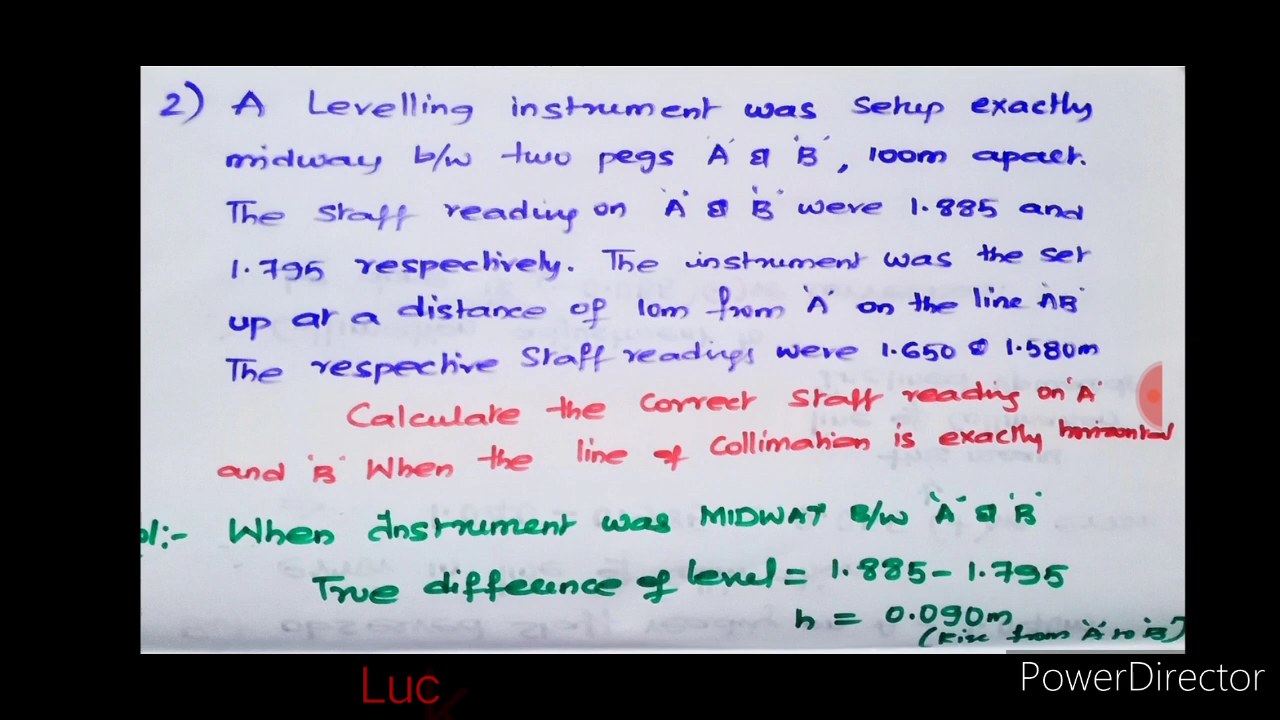 2) A Levelling instrument was setup exactly
midway b/w two pegs 'A' & 'B', 100m apart.
The staff reading on 'A' & 'B' were 1.885 and
1.795 respectively. The instrument was the set
up at a distance of 10m from 'A' on the line 'AB'
The respective Staff readings were 1.650 & 1.580m
Calculate the correct staff reading on 'A'
and 'B' When the line of Collimation is exactly horizontal
ol:- When Instrument was MIDWAY B/W 'A' & 'B'
True difference of level = 1.885 - 1.795
h = 0.090m
(Rise from 'A' to 'B')
Luc
PowerDirector